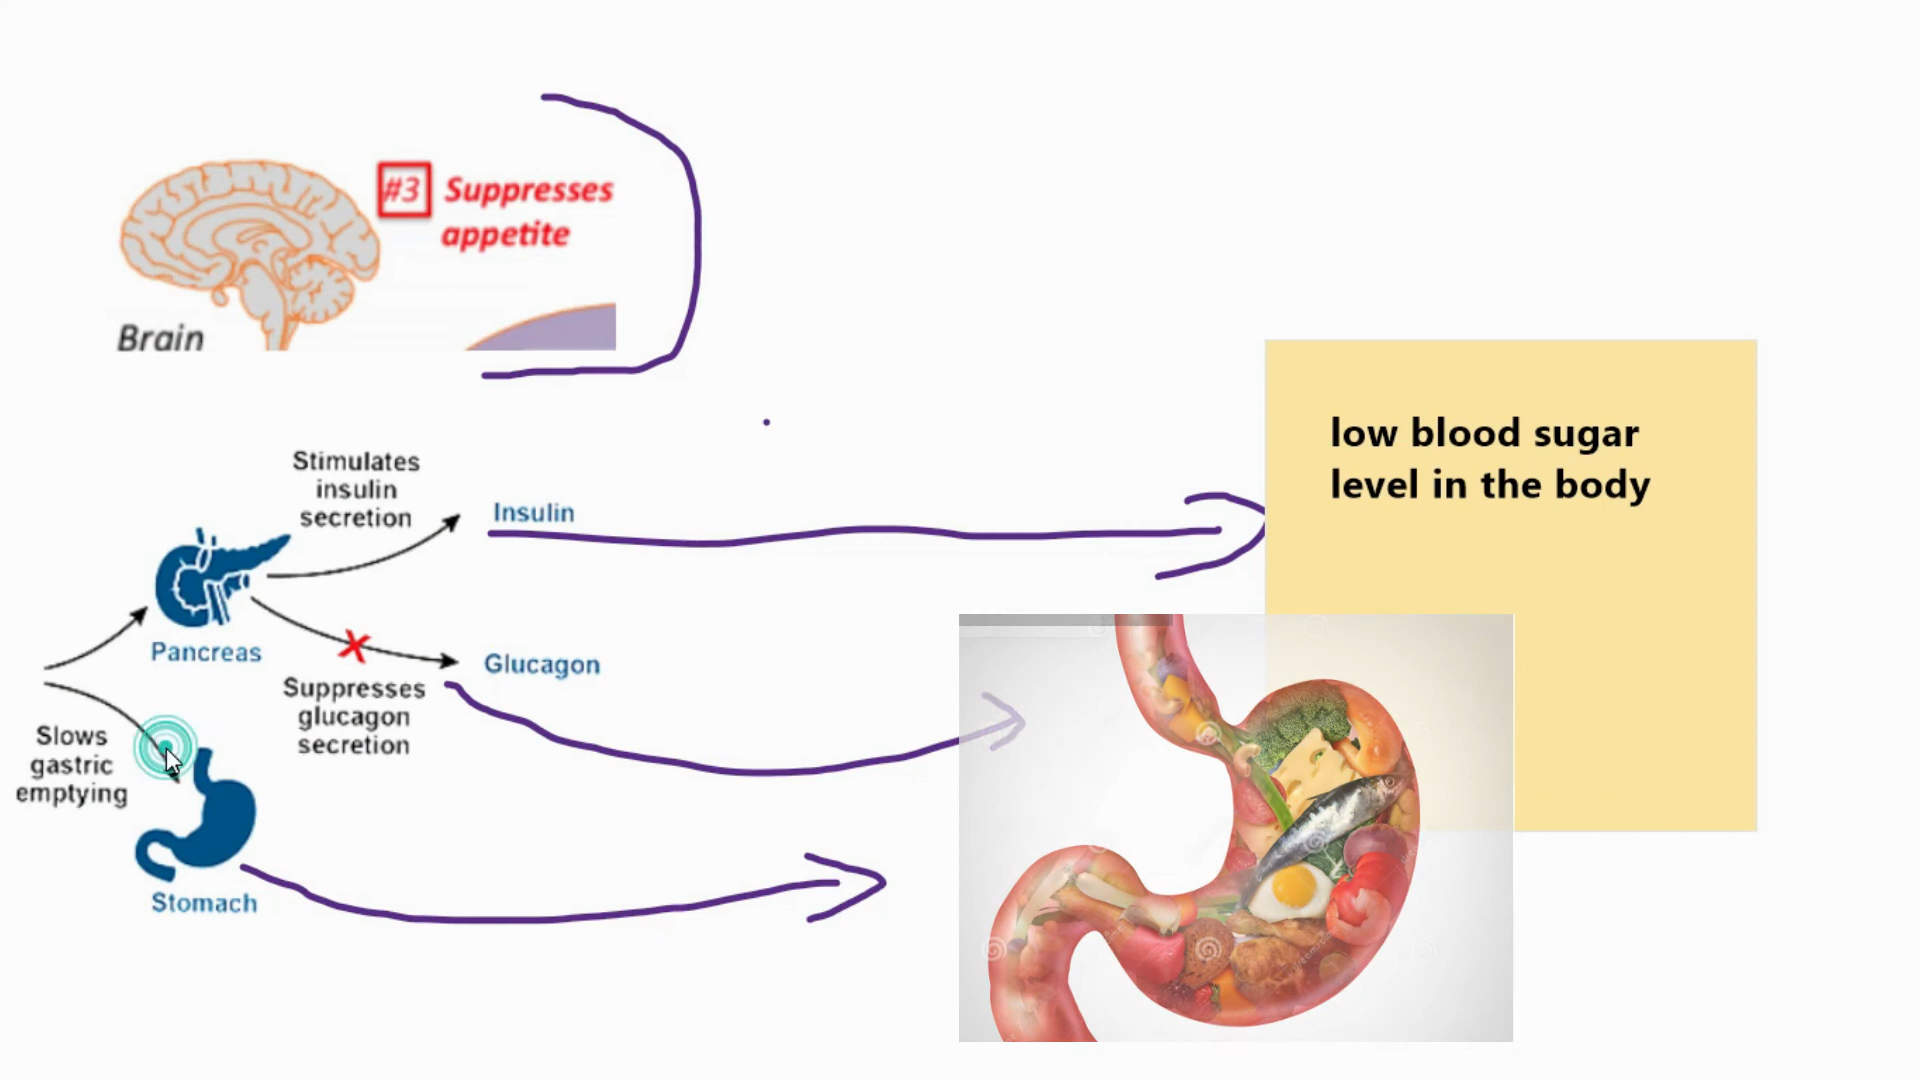 #3 Suppresses
appetite
Brain
Stimulates
insulin
secretion
Insulin
Pancreas
Glucagon
Suppresses
glucagon
secretion
Slows
gastric
emptying
Stomach
low blood sugar
level in the body